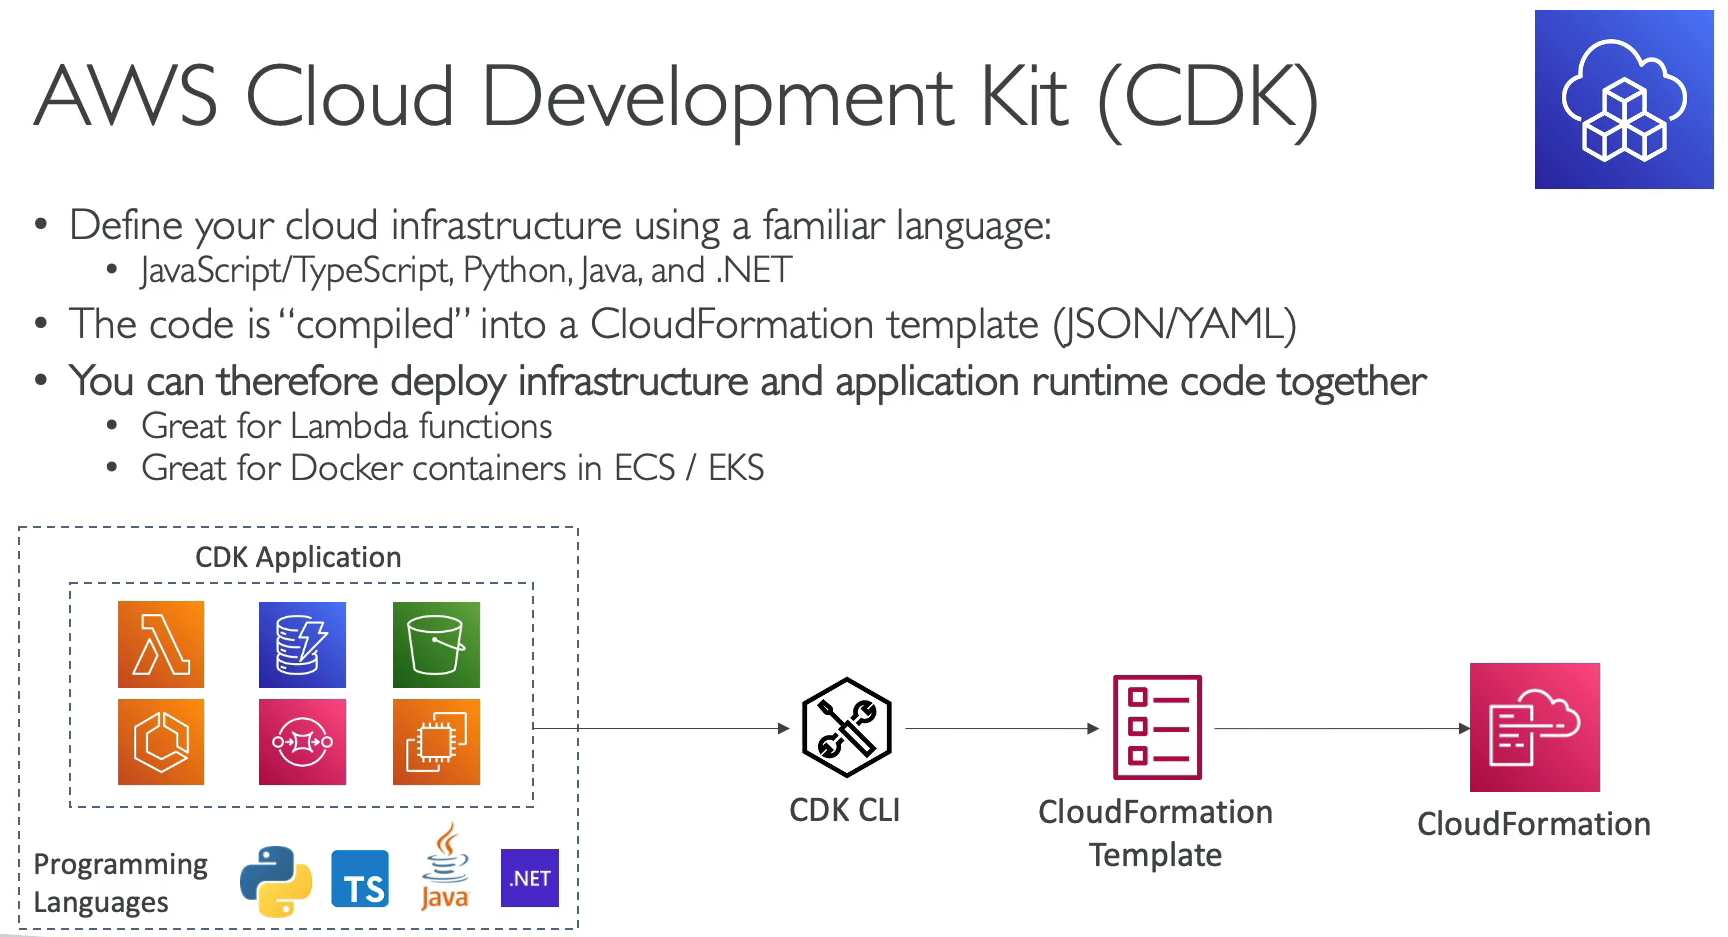 AWS Cloud Development Kit (CDK)
• Define your cloud infrastructure using a familiar language:
• JavaScript/TypeScript, Python, Java, and .NET
• The code is “compiled” into a CloudFormation template (JSON/YAML)
• You can therefore deploy infrastructure and application runtime code together
• Great for Lambda functions
• Great for Docker containers in ECS / EKS
CDK Application
Programming
Languages
TS
Java
.NET
CDK CLI
CloudFormation
Template
CloudFormation